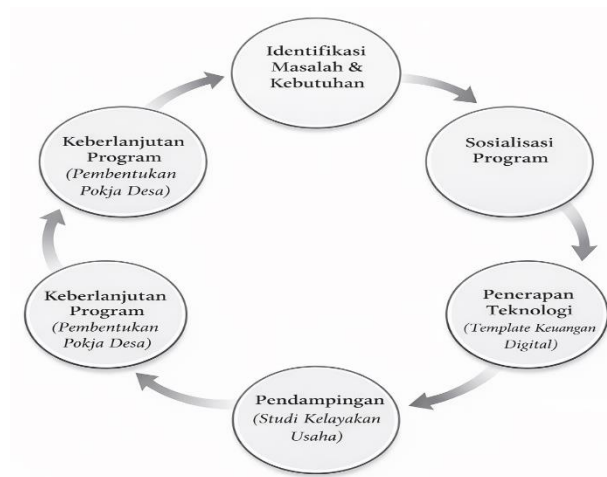 Identifikasi
Masalah &
Kebutuhan
Sosialisasi
Program
Penerapan
Teknologi
(Template Keuangan
Digital)
Pendampingan
(Studi Kelayakan
Usaha)
Keberlanjutan
Program
(Pembentukan
Pokja Desa)
Keberlanjutan
Program
(Pembentukan
Pokja Desa)